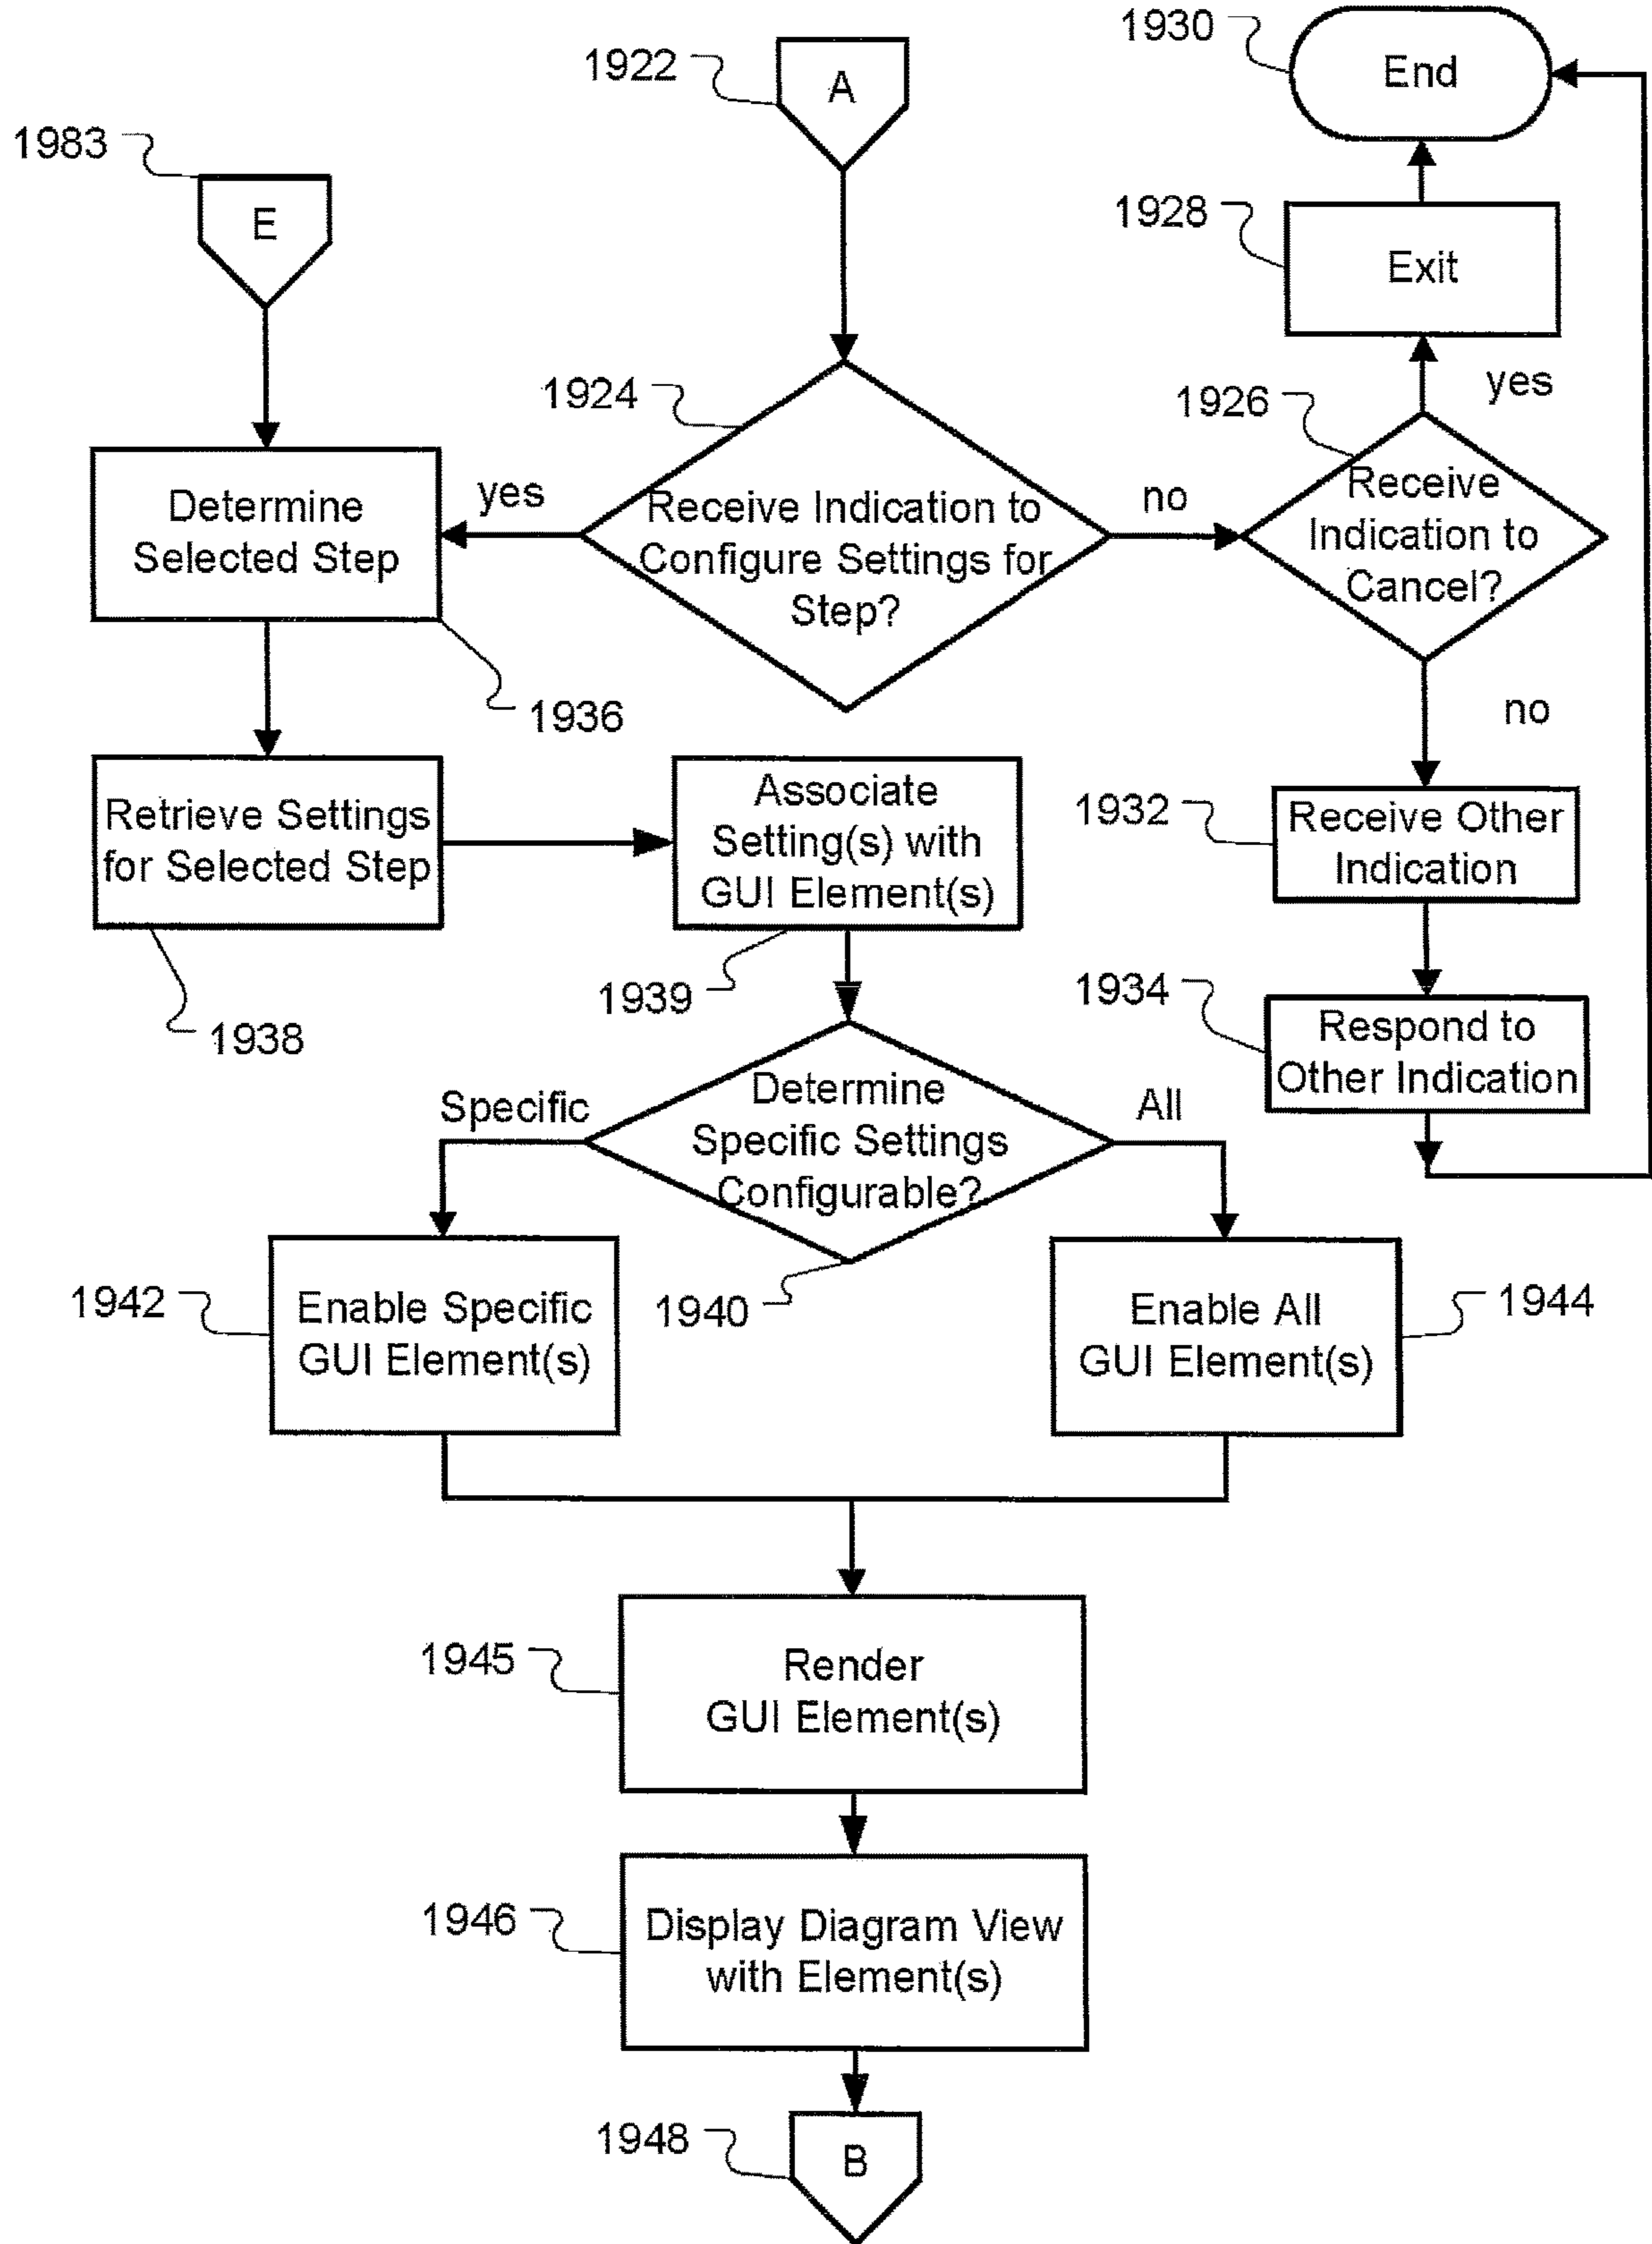 1930
End
1922
A
1983
E
1928
Exit
1924
yes
1926
Receive
Indication to
Cancel?
Determine
Selected Step
yes
Receive Indication to
Configure Settings for
Step?
no
1936
no
Retrieve Settings
for Selected Step
Associate
Setting(s) with
GUI Element(s)
1932
Receive Other
Indication
1938
1939
1934
Respond to
Other Indication
Specific
Determine
Specific Settings
Configurable?
All
1942
Enable Specific
GUI Element(s)
1940
Enable All
GUI Element(s)
1944
1945
Render
GUI Element(s)
1946
Display Diagram View
with Element(s)
1948
B